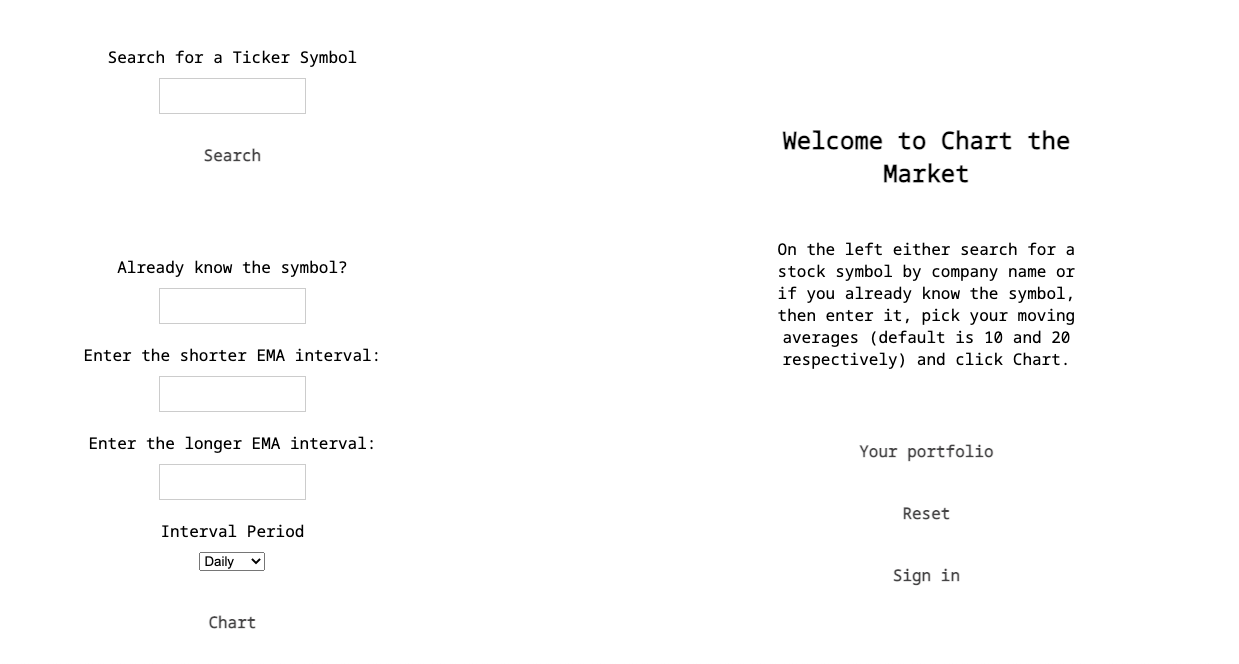 Search for a Ticker Symbol
Search
Already know the symbol?
Enter the shorter EMA interval:
Enter the longer EMA interval:
Interval Period
Daily
Chart
Welcome to Chart the
Market
On the left either search for a
stock symbol by company name or
if you already know the symbol,
then enter it, pick your moving
averages (default is 10 and 20
respectively) and click Chart.
Your portfolio
Reset
Sign in